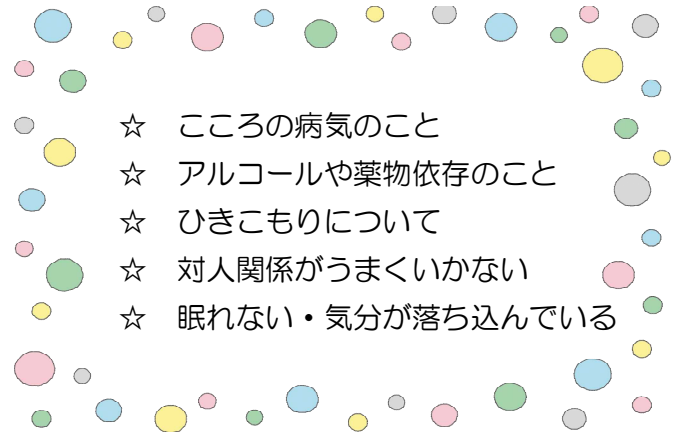 ☆　こころの病気のこと
☆　アルコールや薬物依存のこと
☆　ひきこもりについて
☆　対人関係がうまくいかない
☆　眠れない・気分が落ち込んでいる